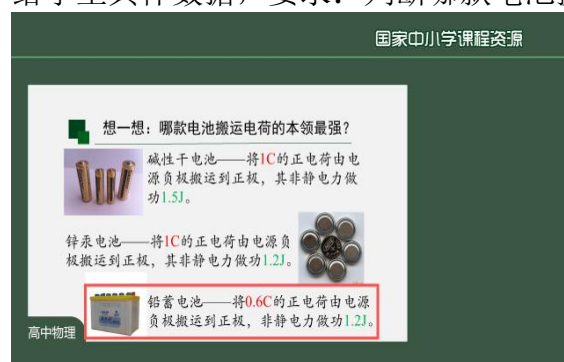 国家中小学课程资源
想一想：哪款电池搬运电荷的本领最强？
碱性干电池——将1C的正电荷由电
源负极搬运到正极，其非静电力做
功1.5J。
锌汞电池——将1C的正电荷由电源负
极搬运到正极，其非静电力做功1.2J。
铅蓄电池——将0.6C的正电荷由电源
负极搬运到正极，非静电力做功1.2J。
高中物理